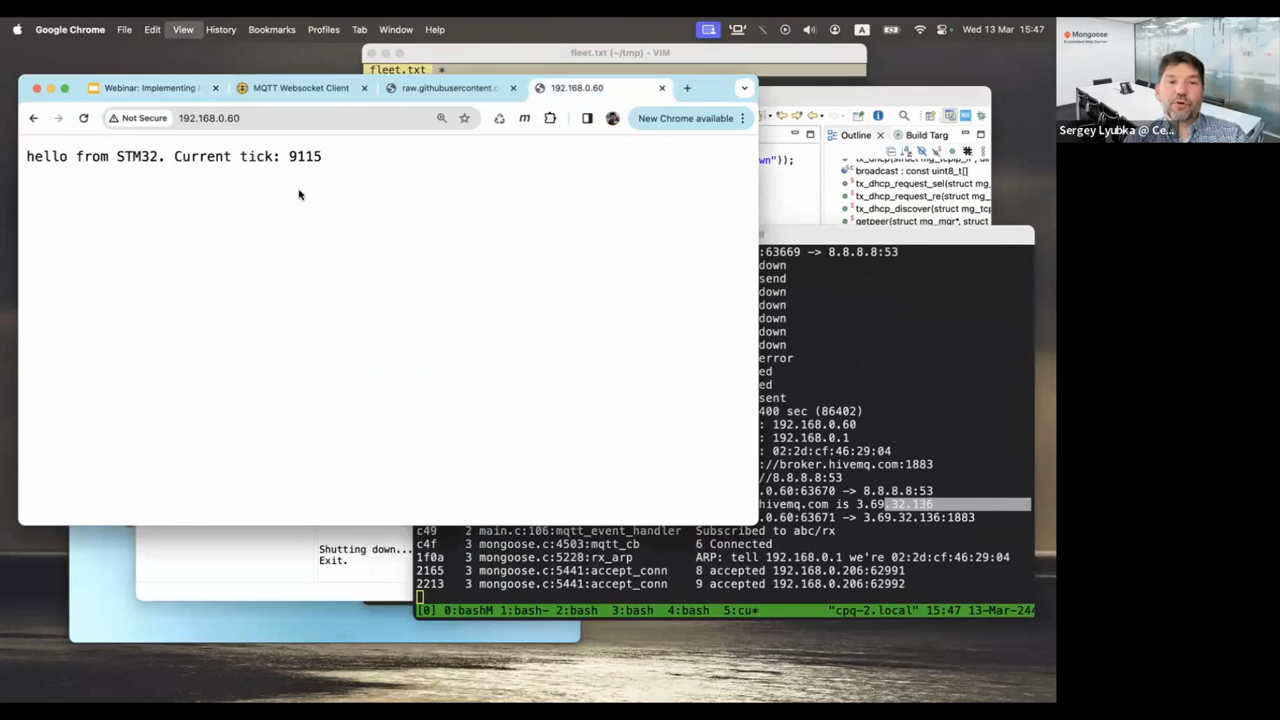 Google Chrome File Edit View History Bookmarks Profiles Tab Window Help A Wed 13 Mar 15:47
fleet.txt (~/tmp) - VIM
fleet.txt *
Webinar: Implementing MQTT Websocket Client raw.githubusercontent.c 192.168.0.60
Not Secure 192.168.0.60 New Chrome available
hello from STM32. Current tick: 9115
Mongoose
Embedded Web Server
Sergey Lyubka @ Ce...
Outline Build Targ
own"));
tx_dhcp(struct mg_tcpip_if
broadcast : const uint8_t[]
tx_dhcp_request_sel(struct mg_
tx_dhcp_request_re(struct mg_
tx_dhcp_discover(struct mg_tcp
getpeer(struct mg_mgr*, struct
:63669 -> 8.8.8.8:53
down
send
down
down
down
down
down
error
ed
ed
sent
400 sec (86402)
: 192.168.0.60
: 192.168.0.1
: 02:2d:cf:46:29:04
://broker.hivemq.com:1883
//8.8.8.8:53
.0.60:63670 -> 8.8.8.8:53
hivemq.com is 3.69.32.136
.0.60:63671 -> 3.69.32.136:1883
c49 2 main.c:106:mqtt_event_handler Subscribed to abc/rx
c4f 2 mongoose.c:4503:mqtt_cb 6 Connected
1f0a 3 mongoose.c:5228:rx_arp ARP: tell 192.168.0.1 we're 02:2d:cf:46:29:04
2165 3 mongoose.c:5441:accept_conn 8 accepted 192.168.0.206:62991
2213 3 mongoose.c:5441:accept_conn 9 accepted 192.168.0.206:62992
[0] 0:bashM 1:bash- 2:bash 3:bash 4:bash 5:cu* "cpq-2.local" 15:47 13-Mar-244
Shutting down...
Exit.